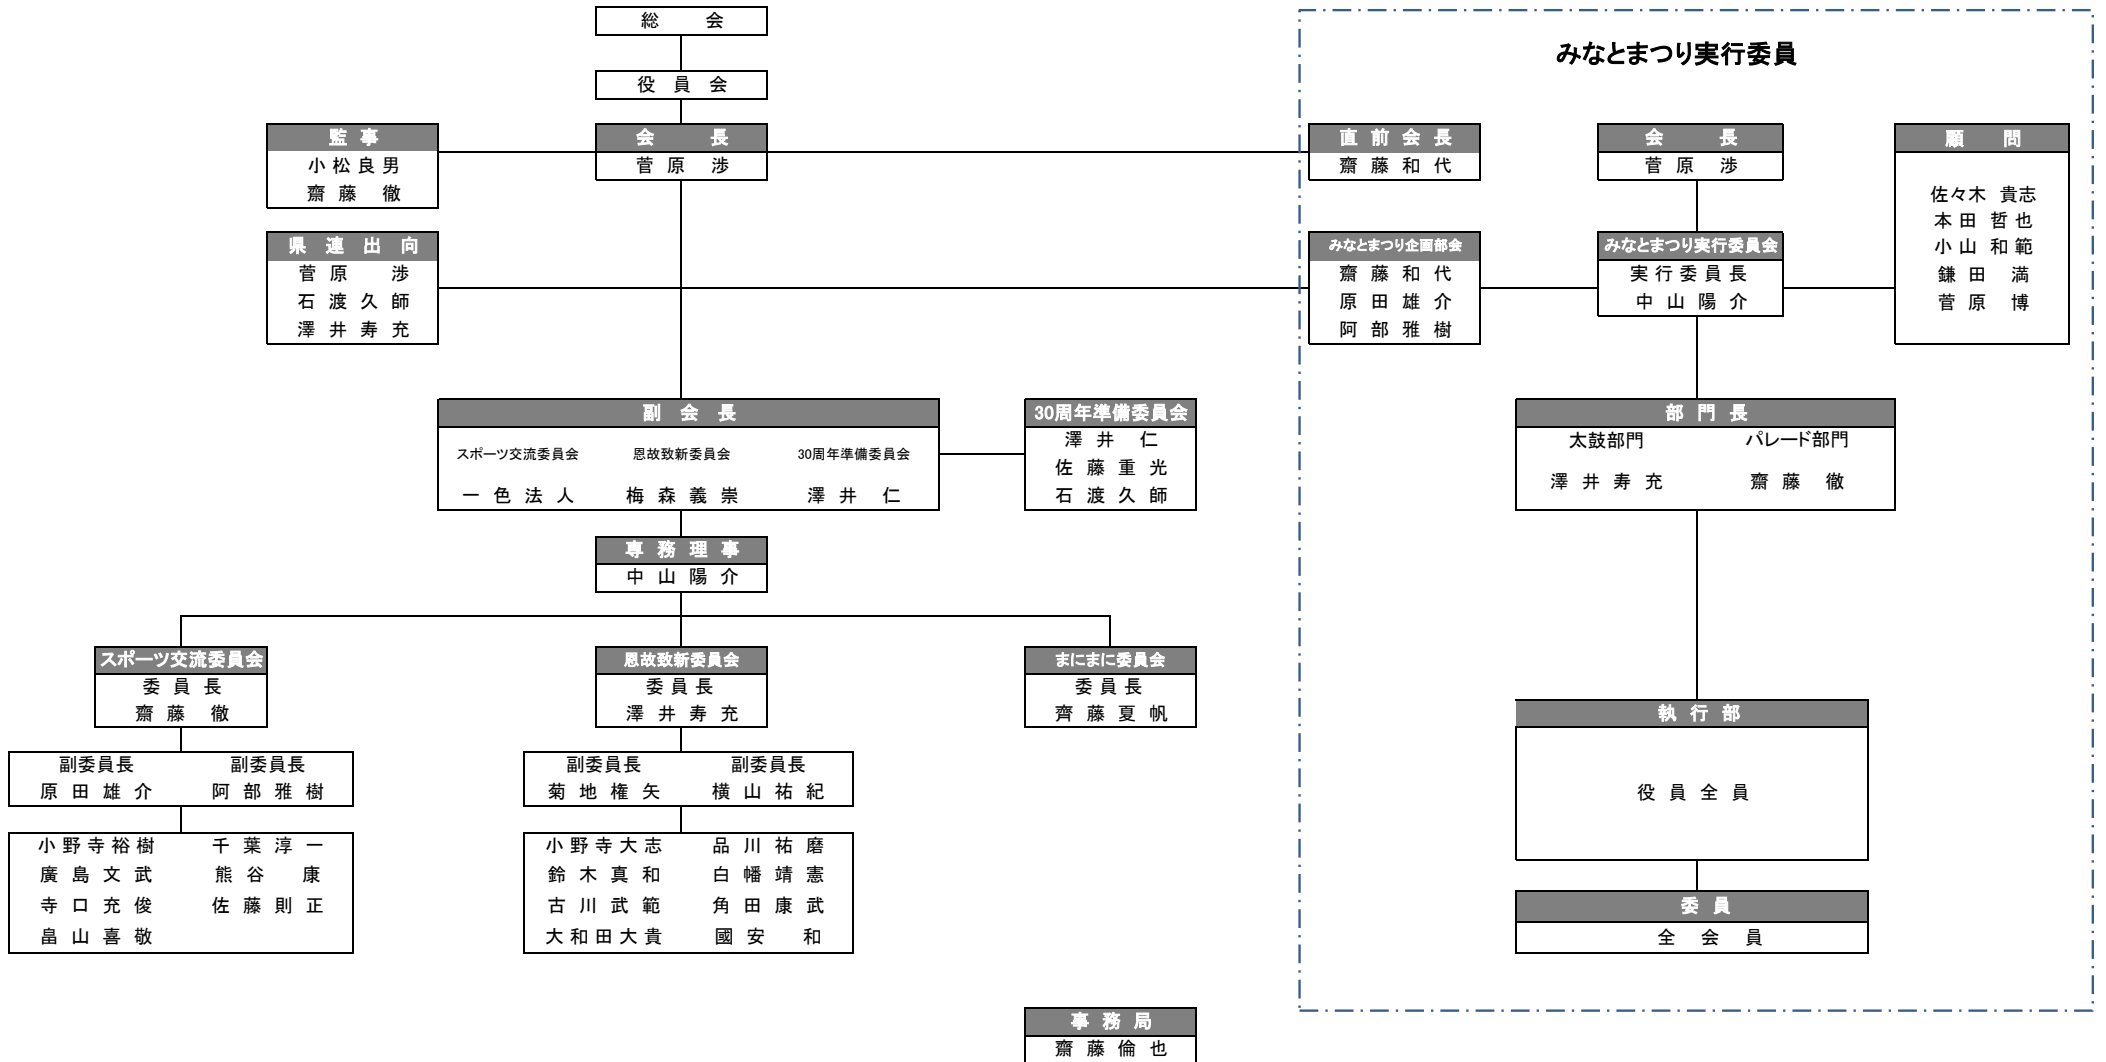 総　会
役員会
監事
小松良男
齋藤　徹
会　長
菅原　渉
県連出向
菅原　渉
石渡久師
澤井寿充
副会長
スポーツ交流委員会　恩故致新委員会　30周年準備委員会
一色法人　梅森義崇　澤井　仁
30周年準備委員会
澤井　仁
佐藤重光
石渡久師
専務理事
中山陽介
スポーツ交流委員会
委員長
齋藤　徹
副委員長　副委員長
原田雄介　阿部雅樹
小野寺裕樹　千葉淳一
廣島文武　熊谷　康
寺口充俊　佐藤則正
畠山喜敬
恩故致新委員会
委員長
澤井寿充
副委員長　副委員長
菊地権矢　横山祐紀
小野寺大志　品川祐磨
鈴木真和　白幡靖憲
古川武範　角田康武
大和田大貴　國安　和
まにまに委員会
委員長
齊藤夏帆
事務局
齋藤倫也
みなとまつり実行委員
直前会長
齋藤和代
会　長
菅原　渉
顧　問
佐々木 貴志
本田 哲也
小山 和範
鎌田　満
菅原　博
みなとまつり企画部会
齋藤和代
原田雄介
阿部雅樹
みなとまつり実行委員会
実行委員長
中山陽介
部門長
太鼓部門　パレード部門
澤井寿充　齋藤　徹
執行部
役員全員
委員
全会員